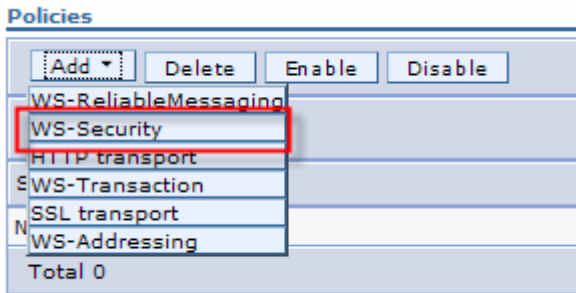 Policies
Add Delete Enable Disable
WS-ReliableMessaging
WS-Security
HTTP transport
S
WS-Transaction
SSL transport
N
WS-Addressing
Total 0